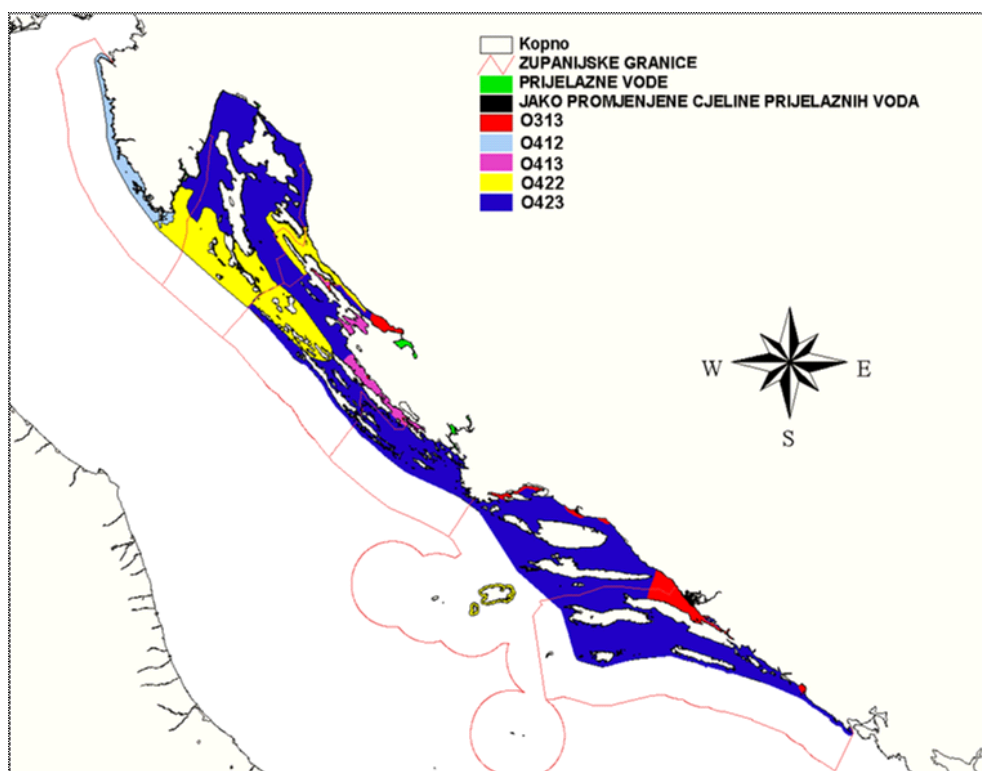 Kopno
ZUPANIJSKE GRANICE
PRIJELAZNE VODE
JAKO PROMJENJENE CJELINE PRIJELAZNIH VODA
O313
O412
O413
O422
O423
W E
S